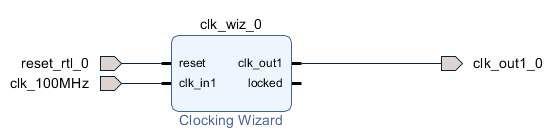 clk_wiz_0
reset_rtl_0 reset clk_out1 clk_out1_0
clk_100MHz clk_in1 locked
Clocking Wizard